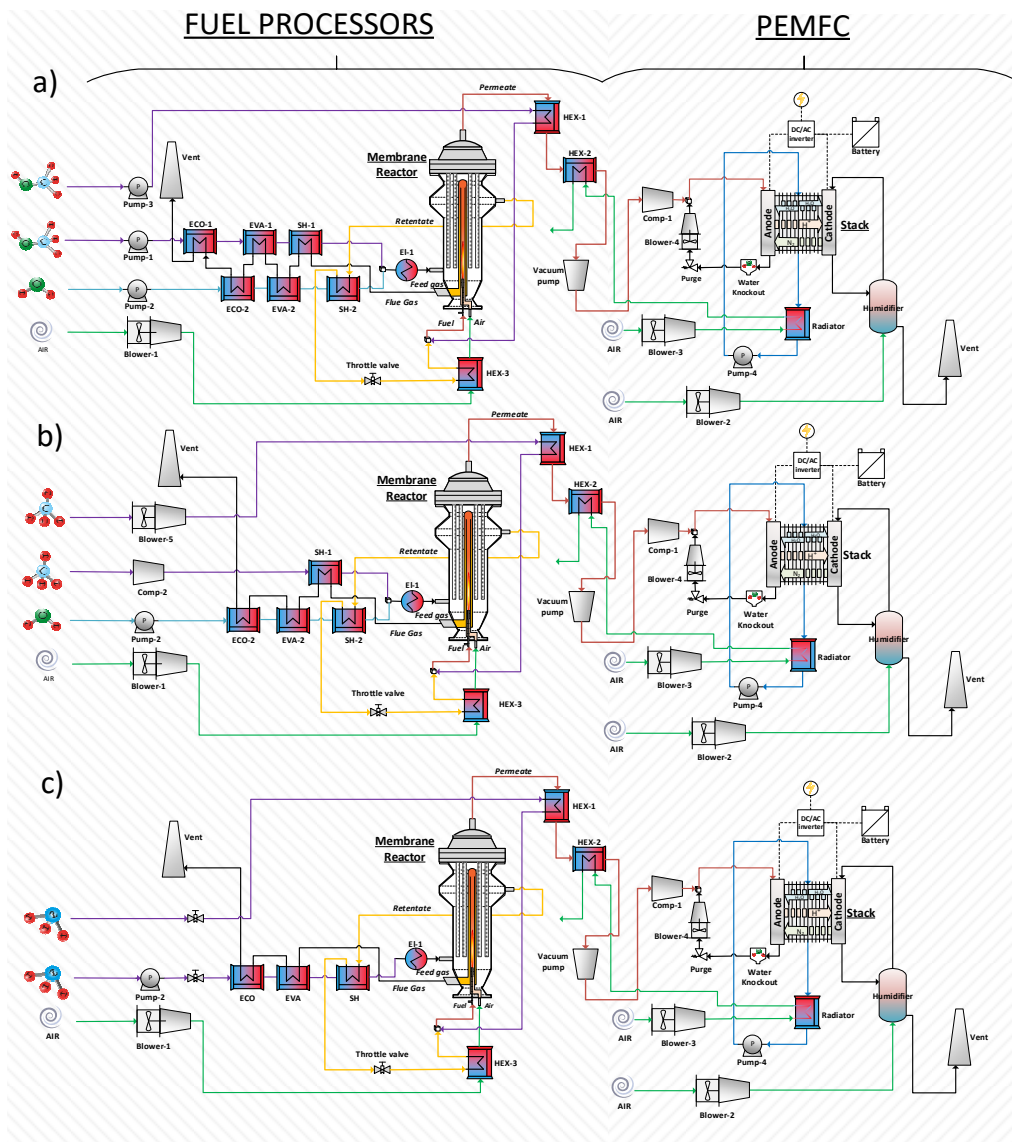 FUEL PROCESSORS
PEMFC
a)
Permeate
HEX-1
DC/AC
inverter
Battery
Vent
HEX-2
Membrane
Reactor
P
Pump-3
Comp-1
Anode
Cathode
Stack
H⁺
N₂
Retentate
ECO-1
EVA-1
SH-1
El-1
Blower-4
P
Pump-1
Vacuum
pump
Purge
Water
Knockout
Feed gas
P
Pump-2
ECO-2
EVA-2
SH-2
Flue Gas
Humidifier
Fuel
Air
Radiator
AIR
Blower-1
AIR
Blower-3
P
Pump-4
Vent
Throttle valve
HEX-3
AIR
Blower-2
b)
Permeate
HEX-1
Vent
DC/AC
inverter
Battery
Membrane
Reactor
HEX-2
Blower-5
Comp-1
Anode
Cathode
Stack
H⁺
N₂
Retentate
SH-1
Blower-4
Comp-2
El-1
Vacuum
pump
Purge
Water
Knockout
Feed gas
P
Pump-2
ECO-2
EVA-2
SH-2
Flue Gas
Humidifier
Fuel
Air
Radiator
AIR
Blower-1
AIR
Blower-3
P
Pump-4
Vent
Throttle valve
HEX-3
AIR
Blower-2
c)
Permeate
HEX-1
DC/AC
inverter
Battery
Vent
Membrane
Reactor
HEX-2
Comp-1
Anode
Cathode
Stack
H⁺
N₂
Retentate
Blower-4
El-1
Vacuum
pump
Purge
Water
Knockout
Feed gas
P
Pump-2
ECO
EVA
SH
Flue Gas
Humidifier
Fuel
Air
Radiator
AIR
Blower-1
AIR
Blower-3
P
Pump-4
Vent
Throttle valve
HEX-3
AIR
Blower-2